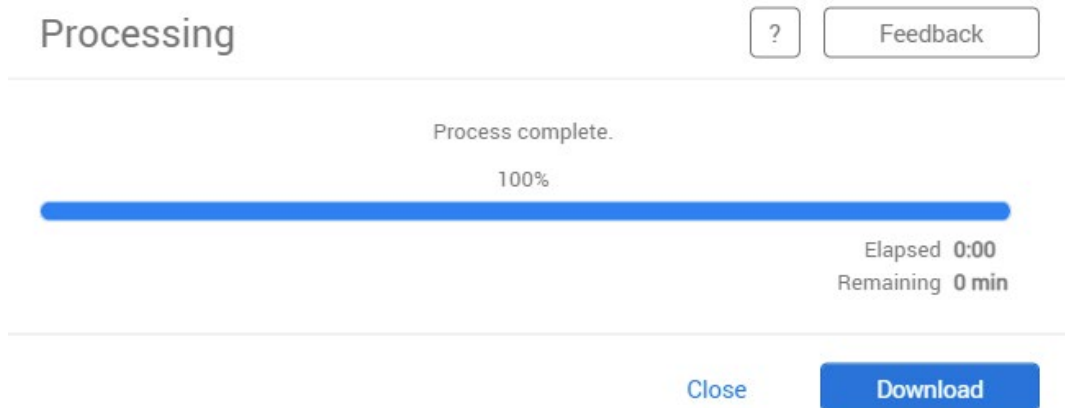 Processing ? Feedback
Process complete.
100%
Elapsed 0:00
Remaining 0 min
Close Download